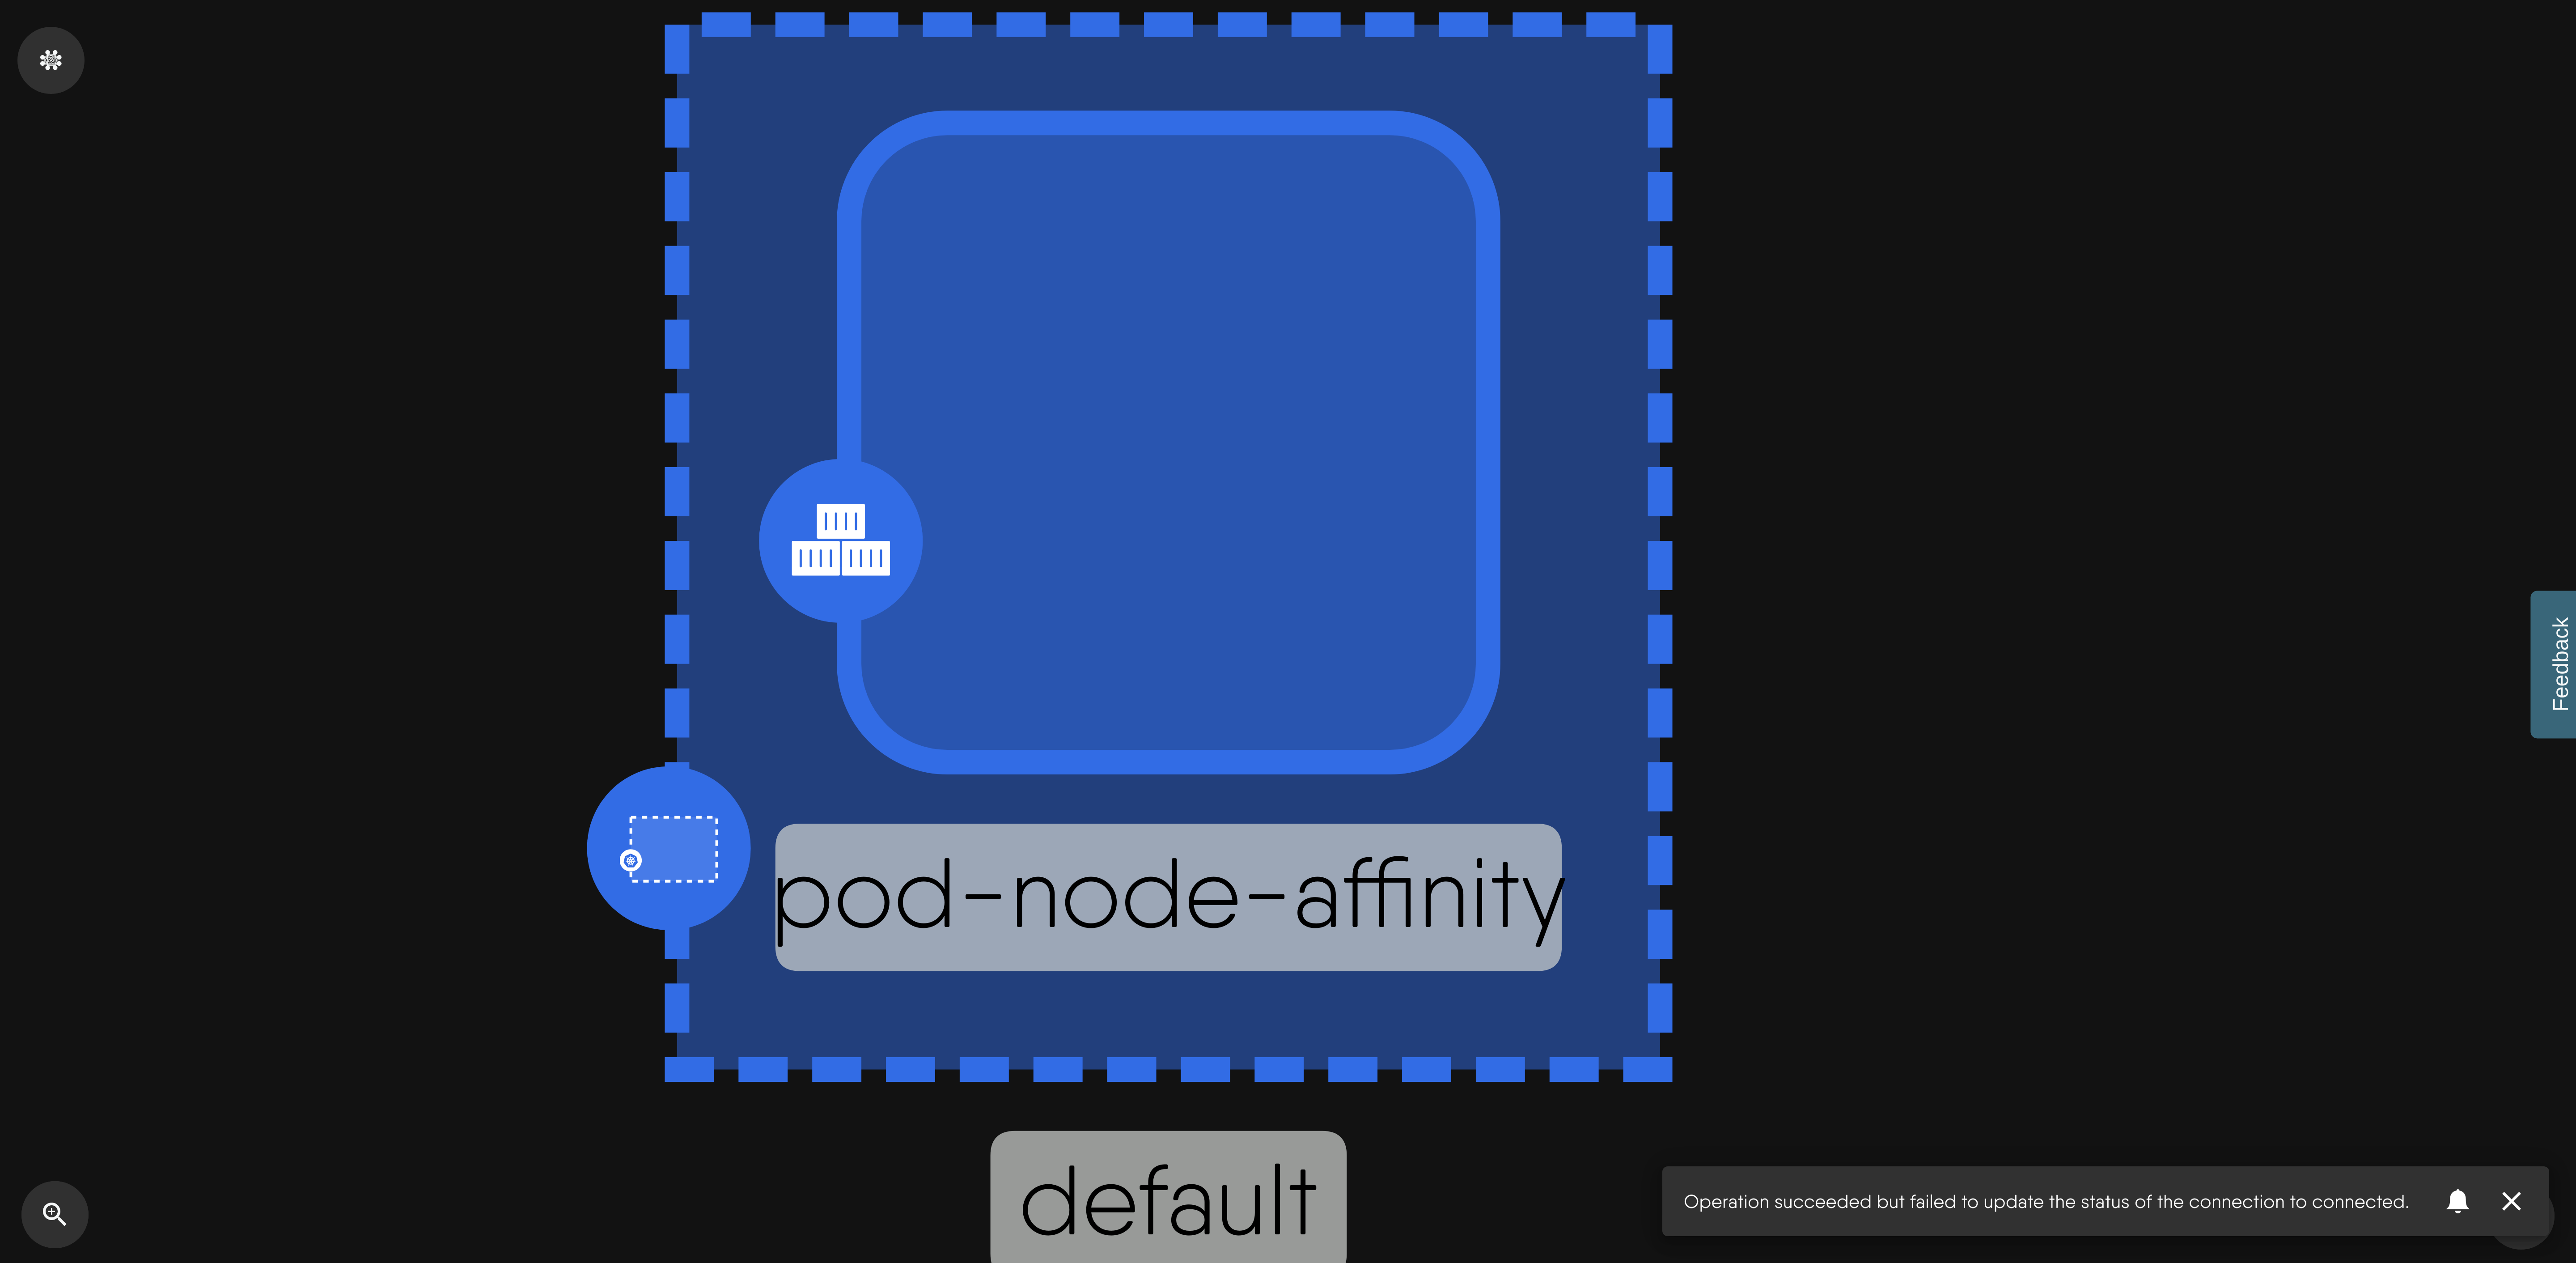 pod-node-affinity
default
Feedback
Operation succeeded but failed to update the status of the connection to connected.